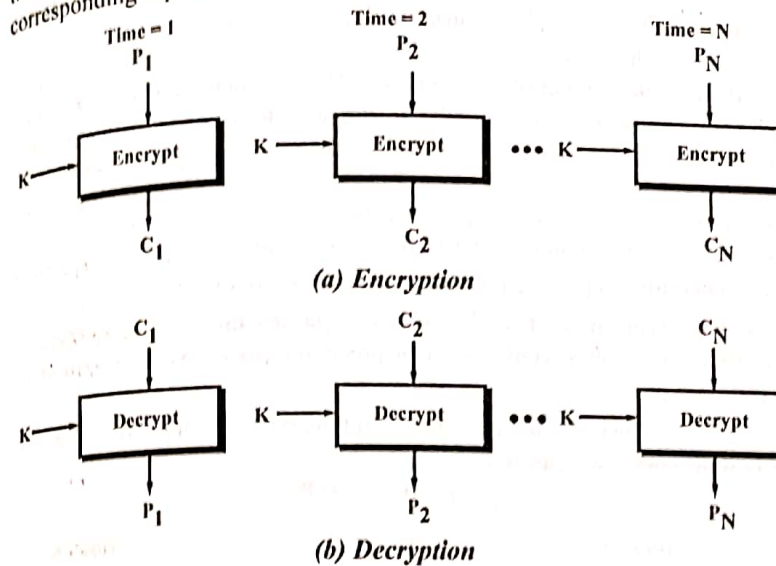 corresponding
Time = 1 Time = 2 Time = N
P1 P2 PN
Encrypt Encrypt Encrypt
K K ••• K
C1 C2 CN
(a) Encryption
C1 C2 CN
Decrypt Decrypt Decrypt
K K ••• K
P1 P2 PN
(b) Decryption